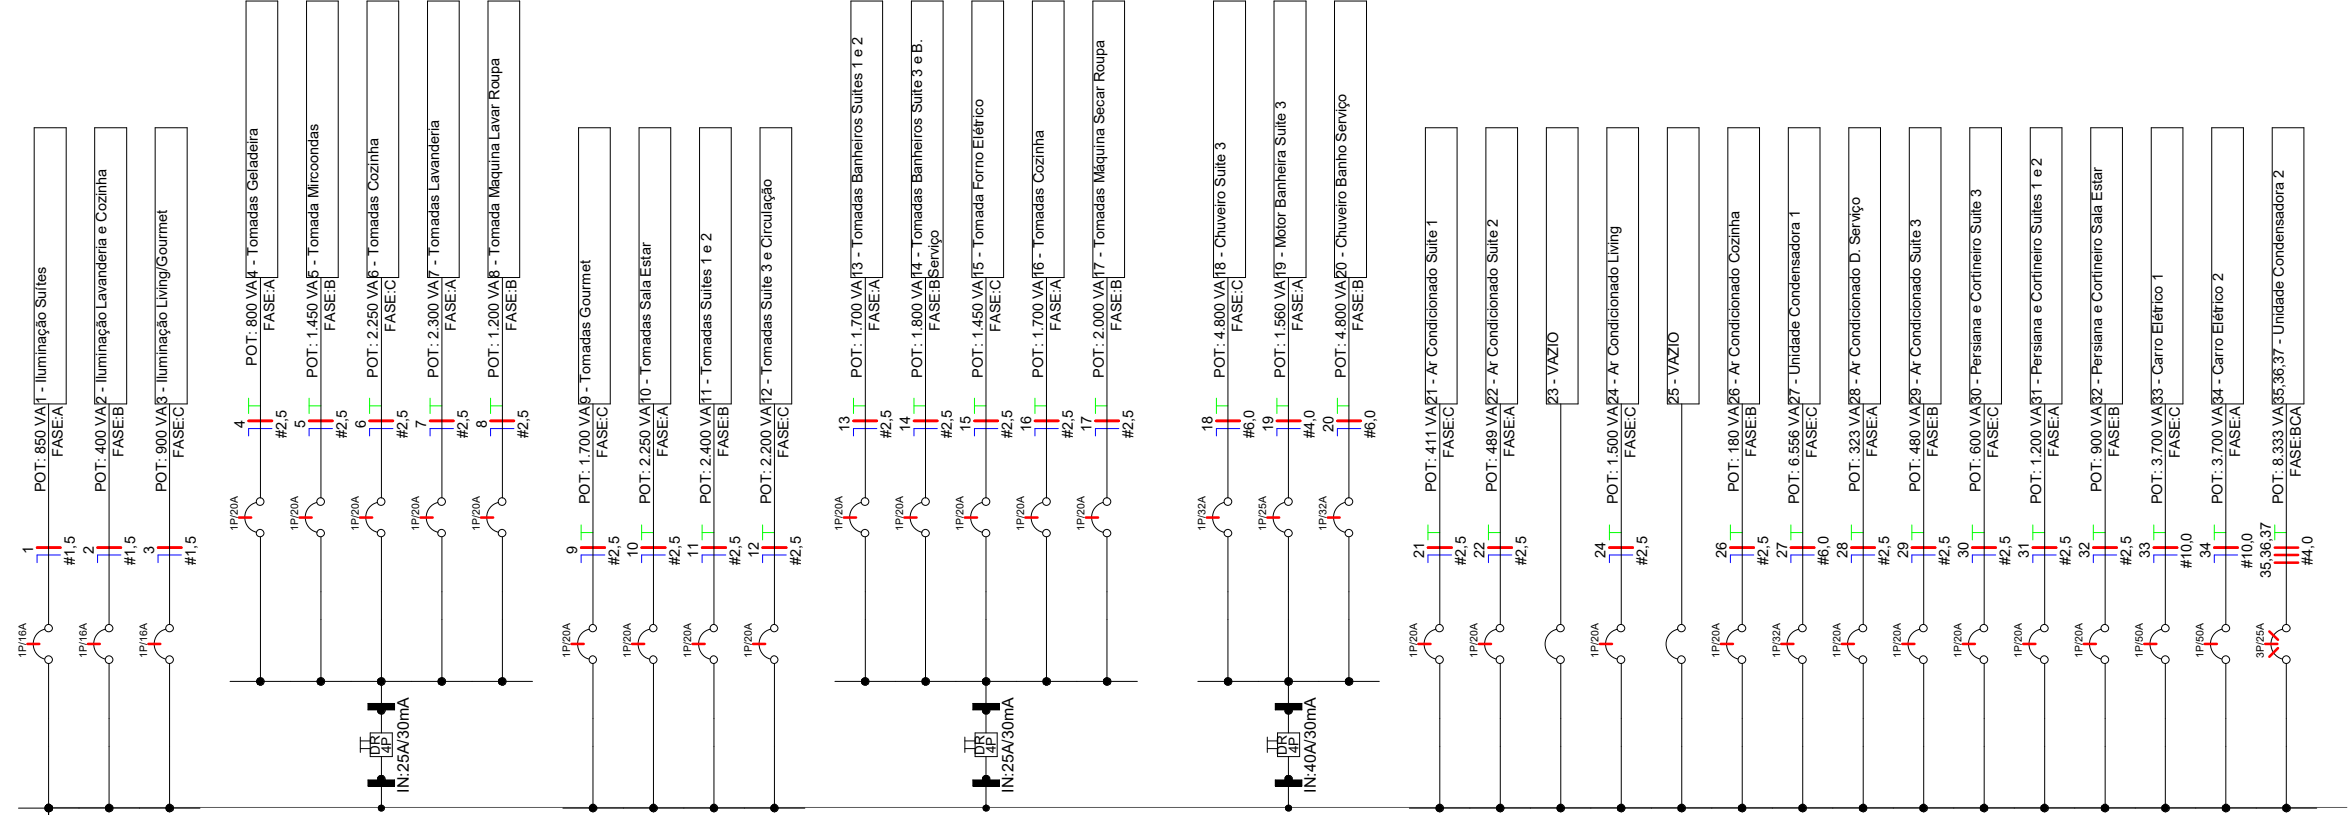 1 - Iluminação Suítes
POT: 850 VA
FASE:A
1
#1,5
1P/16A
2 - Iluminação Lavanderia e Cozinha
POT: 400 VA
FASE:B
2
#1,5
1P/16A
3 - Iluminação Living/Gourmet
POT: 900 VA
FASE:C
3
#1,5
1P/16A
4 - Tomadas Geladeira
POT: 800 VA
FASE:A
4
#2,5
1P/20A
5 - Tomada Mircoondas
POT: 1.450 VA
FASE:B
5
#2,5
1P/20A
6 - Tomadas Cozinha
POT: 2.250 VA
FASE:C
6
#2,5
1P/20A
7 - Tomadas Lavanderia
POT: 2.300 VA
FASE:A
7
#2,5
1P/20A
8 - Tomada Maquina Lavar Roupa
POT: 1.200 VA
FASE:B
8
#2,5
1P/20A
DR
4P
IN:25A/30mA
9 - Tomadas Gourmet
POT: 1.700 VA
FASE:C
9
#2,5
1P/20A
10 - Tomadas Sala Estar
POT: 2.250 VA
FASE:A
10
#2,5
1P/20A
11 - Tomadas Suites 1 e 2
POT: 2.400 VA
FASE:B
11
#2,5
1P/20A
12 - Tomadas Suite 3 e Circulação
POT: 2.200 VA
FASE:C
12
#2,5
1P/20A
13 - Tomadas Banheiros Suites 1 e 2
POT: 1.700 VA
FASE:A
13
#2,5
1P/20A
14 - Tomadas Banheiros Suite 3 e B.
Serviço
POT: 1.800 VA
FASE:B
14
#2,5
1P/20A
15 - Tomada Forno Elétrico
POT: 1.450 VA
FASE:C
15
#2,5
1P/20A
16 - Tomadas Cozinha
POT: 1.700 VA
FASE:A
16
#2,5
1P/20A
17 - Tomadas Máquina Secar Roupa
POT: 2.000 VA
FASE:B
17
#2,5
1P/20A
DR
4P
IN:25A/30mA
18 - Chuveiro Suite 3
POT: 4.800 VA
FASE:C
18
#6,0
1P/32A
19 - Motor Banheira Suite 3
POT: 1.560 VA
FASE:A
19
#4,0
1P/25A
20 - Chuveiro Banho Serviço
POT: 4.800 VA
FASE:B
20
#6,0
1P/32A
DR
4P
IN:40A/30mA
21 - Ar Condicionado Suite 1
POT: 411 VA
FASE:C
21
#2,5
1P/20A
22 - Ar Condicionado Suite 2
POT: 489 VA
FASE:A
22
#2,5
1P/20A
23 - VAZIO
24 - Ar Condicionado Living
POT: 1.500 VA
FASE:C
24
#2,5
1P/20A
25 - VAZIO
26 - Ar Condicionado Cozinha
POT: 180 VA
FASE:B
26
#2,5
1P/20A
27 - Unidade Condensadora 1
POT: 6.556 VA
FASE:C
27
#6,0
1P/32A
28 - Ar Condicionado D. Serviço
POT: 323 VA
FASE:A
28
#2,5
1P/20A
29 - Ar Condicionado Suite 3
POT: 480 VA
FASE:B
29
#2,5
1P/20A
30 - Persiana e Cortineiro Suite 3
POT: 600 VA
FASE:C
30
#2,5
1P/20A
31 - Persiana e Cortineiro Suites 1 e 2
POT: 1.200 VA
FASE:A
31
#2,5
1P/20A
32 - Persiana e Cortineiro Sala Estar
POT: 900 VA
FASE:B
32
#2,5
1P/20A
33 - Carro Elétrico 1
POT: 3.700 VA
FASE:C
33
#10,0
1P/50A
34 - Carro Elétrico 2
POT: 3.700 VA
FASE:A
34
#10,0
1P/50A
35,36,37 - Unidade Condensadora 2
POT: 8.333 VA
FASE:BCA
35,36,37
#4,0
3P/25A